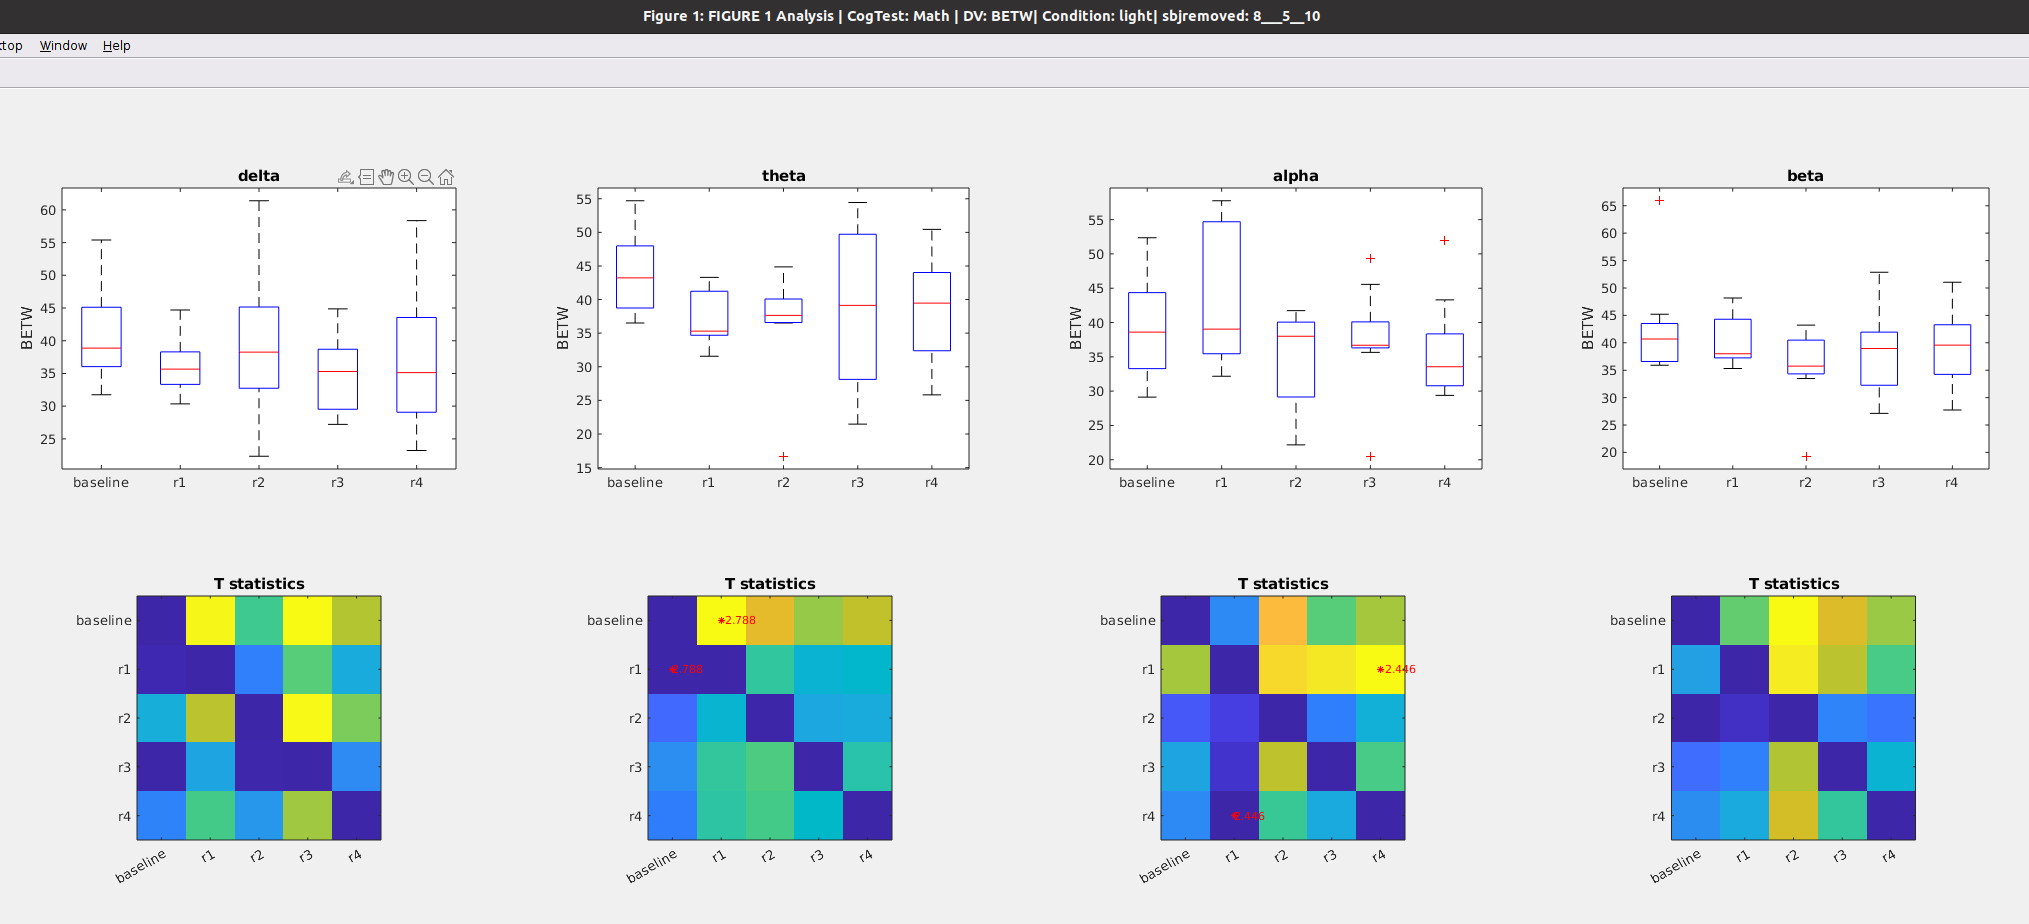 Figure 1: FIGURE 1 Analysis | CogTest: Math | DV: BETW| Condition: light| sbjremoved: 8___5__10
top Window Help
delta
BETW
60
55
50
45
40
35
30
25
baseline r1 r2 r3 r4
theta
BETW
55
50
45
40
35
30
25
20
15
baseline r1 r2 r3 r4
alpha
BETW
55
50
45
40
35
30
25
20
baseline r1 r2 r3 r4
beta
BETW
65
60
55
50
45
40
35
30
25
20
baseline r1 r2 r3 r4
T statistics
baseline
r1
r2
r3
r4
baseline r1 r2 r3 r4
T statistics
baseline
*2.788
r1
r2
r3
r4
baseline r1 r2 r3 r4
T statistics
baseline
r1
*2.446
r2
r3
r4
baseline r1 r2 r3 r4
T statistics
baseline
r1
r2
r3
r4
baseline r1 r2 r3 r4